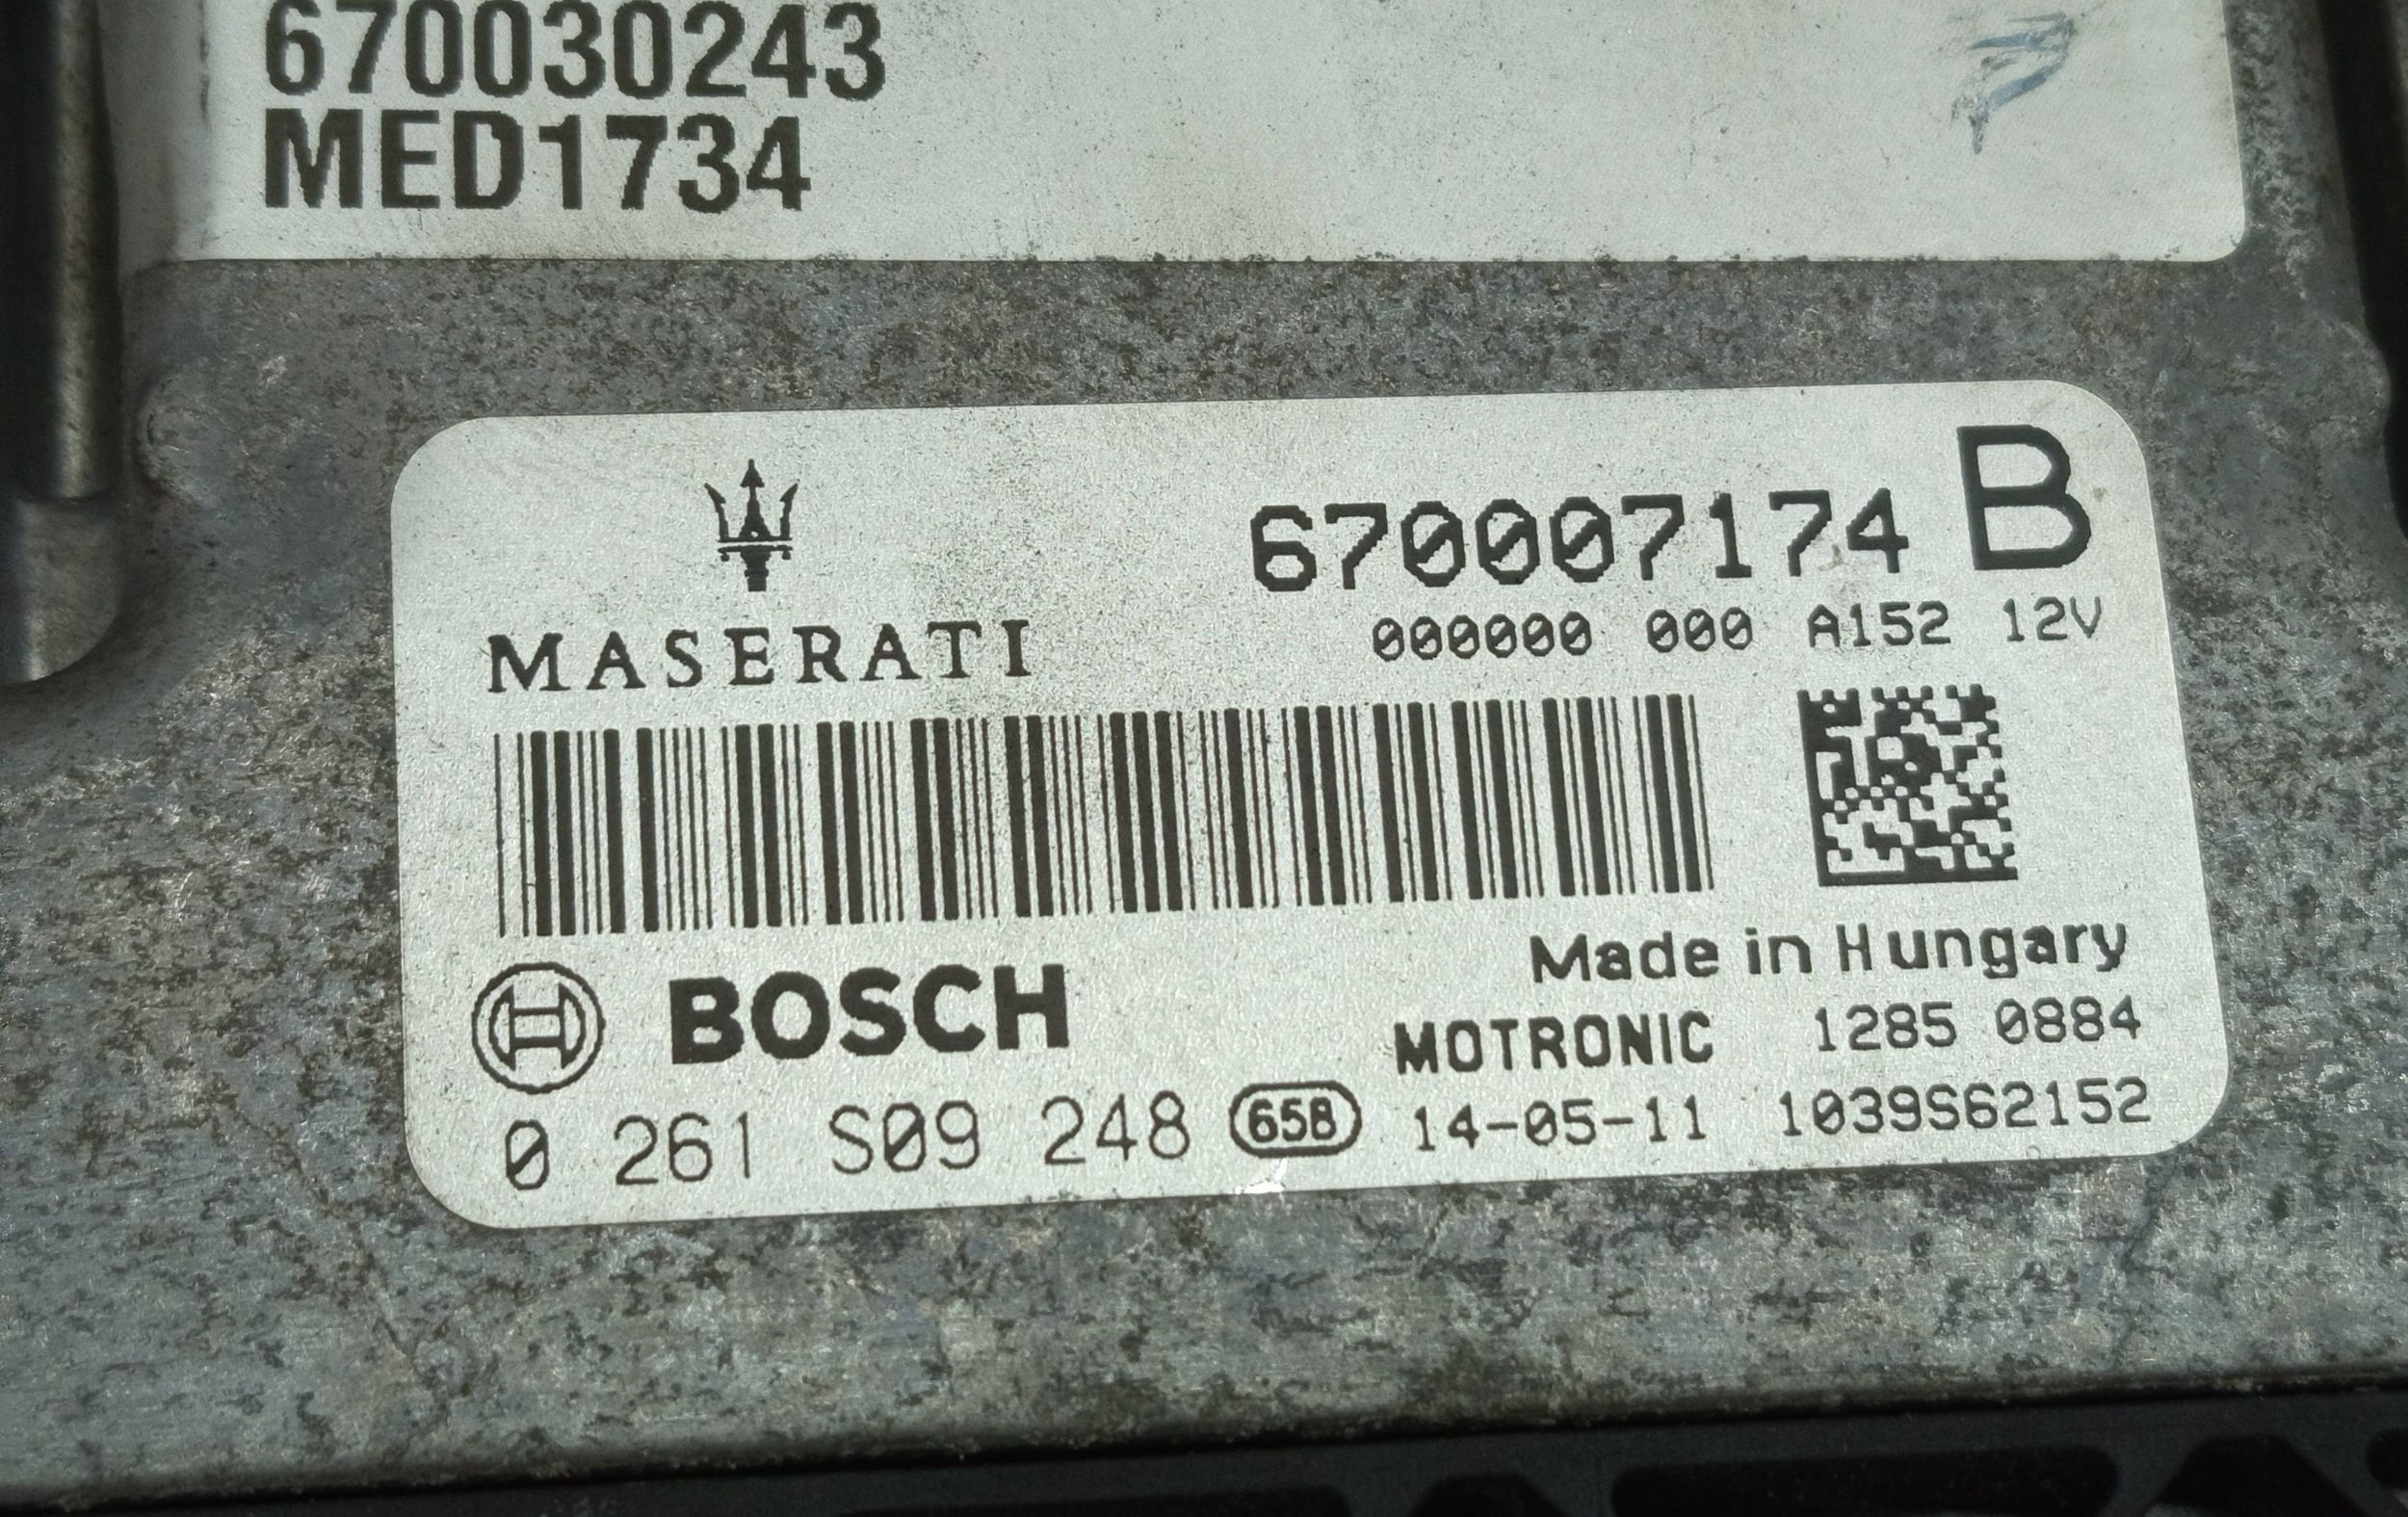 670030243
MED1734
670007174 B
000000 000 A152 12V
MASERATI
Made in Hungary
BOSCH
MOTRONIC 1285 0884
0 261 S09 248 65B 14-05-11 1039S62152